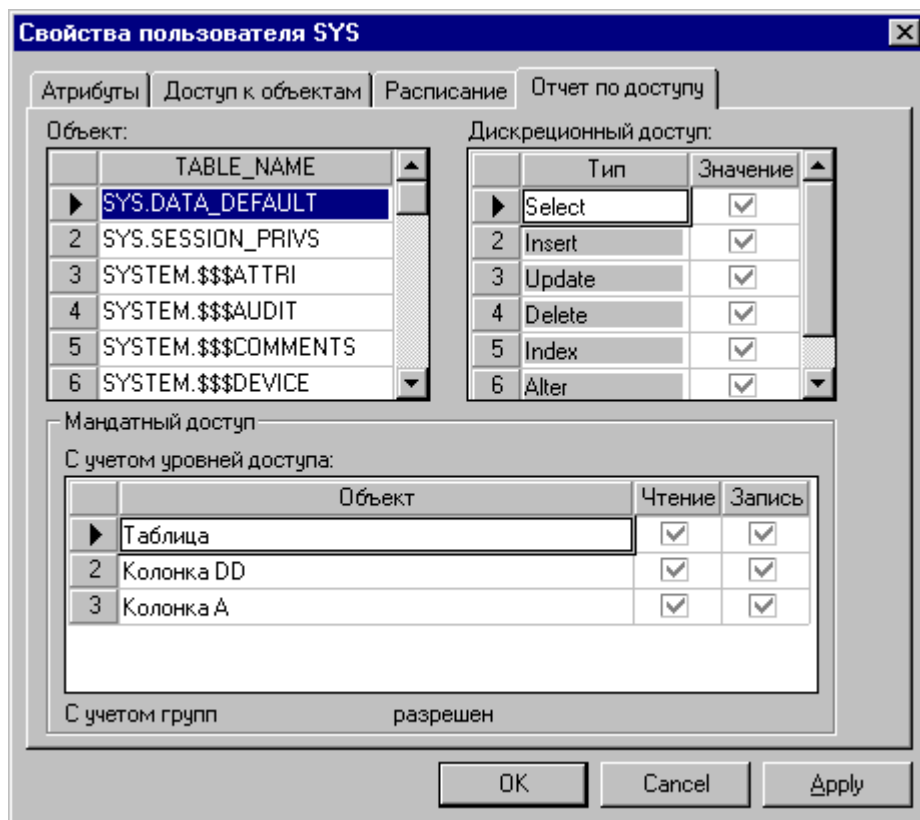 Свойства пользователя SYS
Атрибуты Доступ к объектам Расписание Отчет по доступу
Объект:
TABLE_NAME
SYS.DATA_DEFAULT
2 SYS.SESSION_PRIVS
3 SYSTEM.$$$ATTRI
4 SYSTEM.$$$AUDIT
5 SYSTEM.$$$COMMENTS
6 SYSTEM.$$$DEVICE
Дискреционный доступ:
Тип Значение
Select
2 Insert
3 Update
4 Delete
5 Index
6 Alter
Мандатный доступ
С учетом уровней доступа:
Объект Чтение Запись
Таблица
2 Колонка DD
3 Колонка A
С учетом групп разрешен
OK Cancel Apply